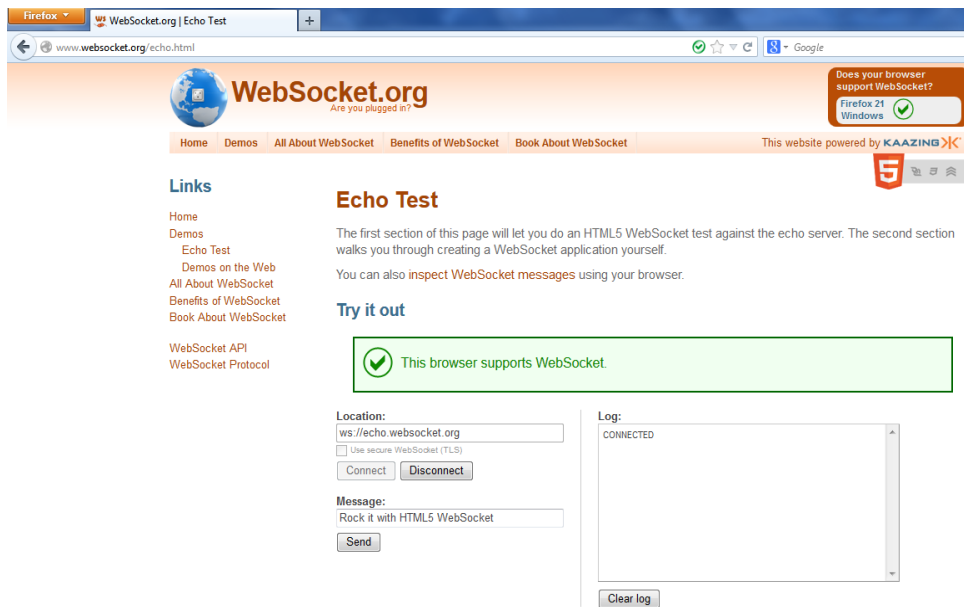 Firefox
WebSocket.org | Echo Test
www.websocket.org/echo.html
Google
WebSocket.org
Are you plugged in?
Does your browser
support WebSocket?
Firefox 21
Windows
Home Demos All About WebSocket Benefits of WebSocket Book About WebSocket
This website powered by KAAZING
Links
Home
Demos
Echo Test
Demos on the Web
All About WebSocket
Benefits of WebSocket
Book About WebSocket
WebSocket API
WebSocket Protocol
Echo Test
The first section of this page will let you do an HTML5 WebSocket test against the echo server. The second section
walks you through creating a WebSocket application yourself.
You can also inspect WebSocket messages using your browser.
Try it out
This browser supports WebSocket.
Location:
ws://echo.websocket.org
Use secure WebSocket (TLS)
Connect Disconnect
Message:
Rock it with HTML5 WebSocket
Send
Log:
CONNECTED
Clear log